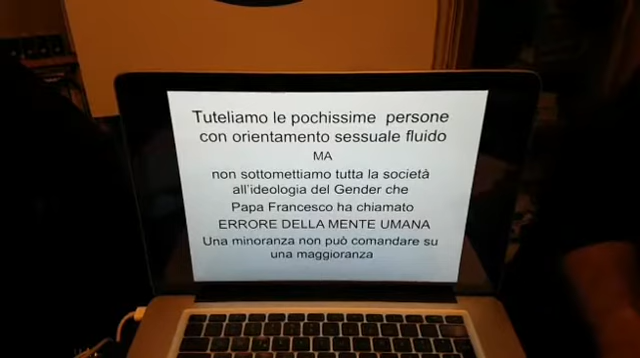 Tuteliamo le pochissime persone
con orientamento sessuale fluido
MA
non sottomettiamo tutta la società
all'ideologia del Gender che
Papa Francesco ha chiamato
ERRORE DELLA MENTE UMANA
Una minoranza non può comandare su
una maggioranza